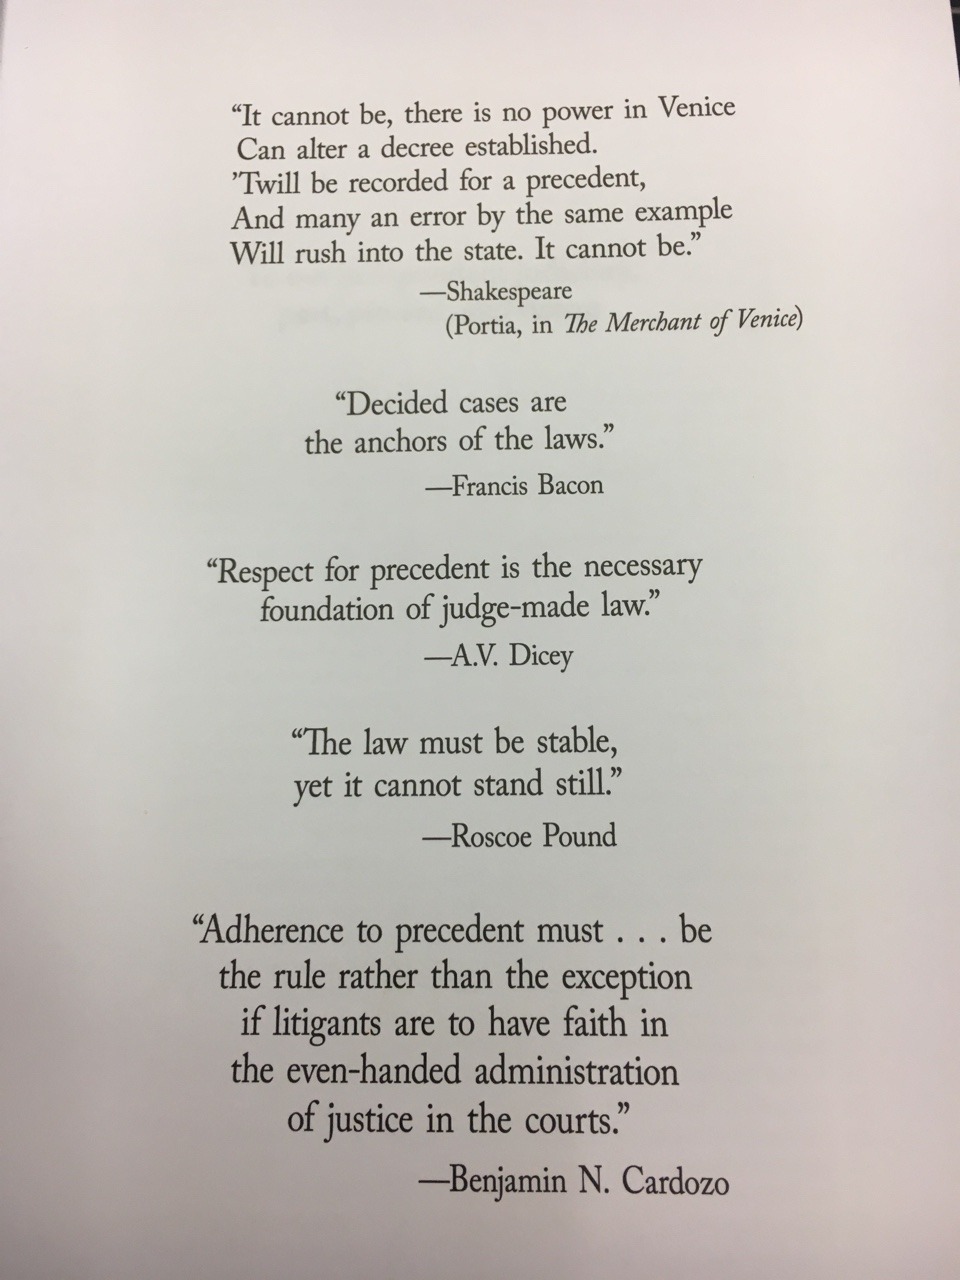 “It cannot be, there is no power in Venice
Can alter a decree established.
’Twill be recorded for a precedent,
And many an error by the same example
Will rush into the state. It cannot be.”
—Shakespeare
(Portia, in The Merchant of Venice)
“Decided cases are
the anchors of the laws.”
—Francis Bacon
“Respect for precedent is the necessary
foundation of judge-made law.”
—A.V. Dicey
“The law must be stable,
yet it cannot stand still.”
—Roscoe Pound
“Adherence to precedent must . . . be
the rule rather than the exception
if litigants are to have faith in
the even-handed administration
of justice in the courts.”
—Benjamin N. Cardozo